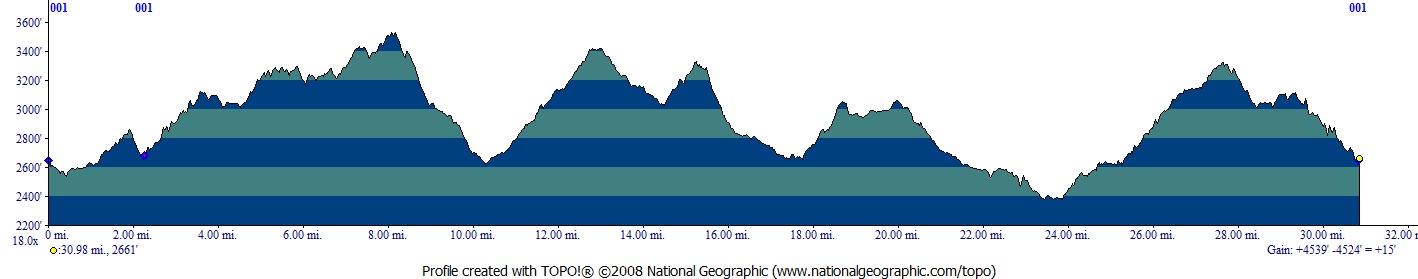 001 001 001
3600'
3400'
3200'
3000'
2800'
2600'
2400'
2200'
0 mi. 2.00 mi. 4.00 mi. 6.00 mi. 8.00 mi. 10.00 mi. 12.00 mi. 14.00 mi. 16.00 mi. 18.00 mi. 20.00 mi. 22.00 mi. 24.00 mi. 26.00 mi. 28.00 mi. 30.00 mi. 32.00 m
18.0x
:30.98 mi., 2661' Gain: +4539' -4524' = +15'
Profile created with TOPO!® ©2008 National Geographic (www.nationalgeographic.com/topo)